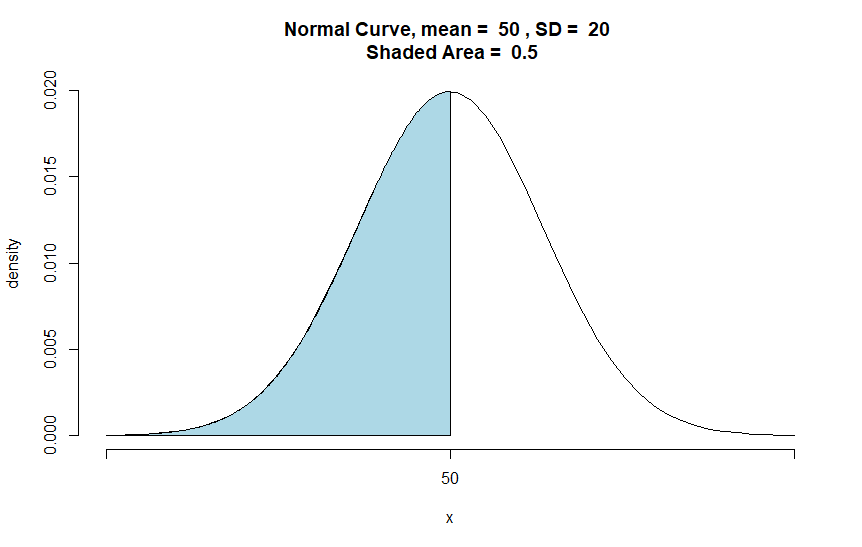 Normal Curve, mean =  50 , SD =  20
Shaded Area =  0.5
density
0.020
0.015
0.010
0.005
0.000
50
x